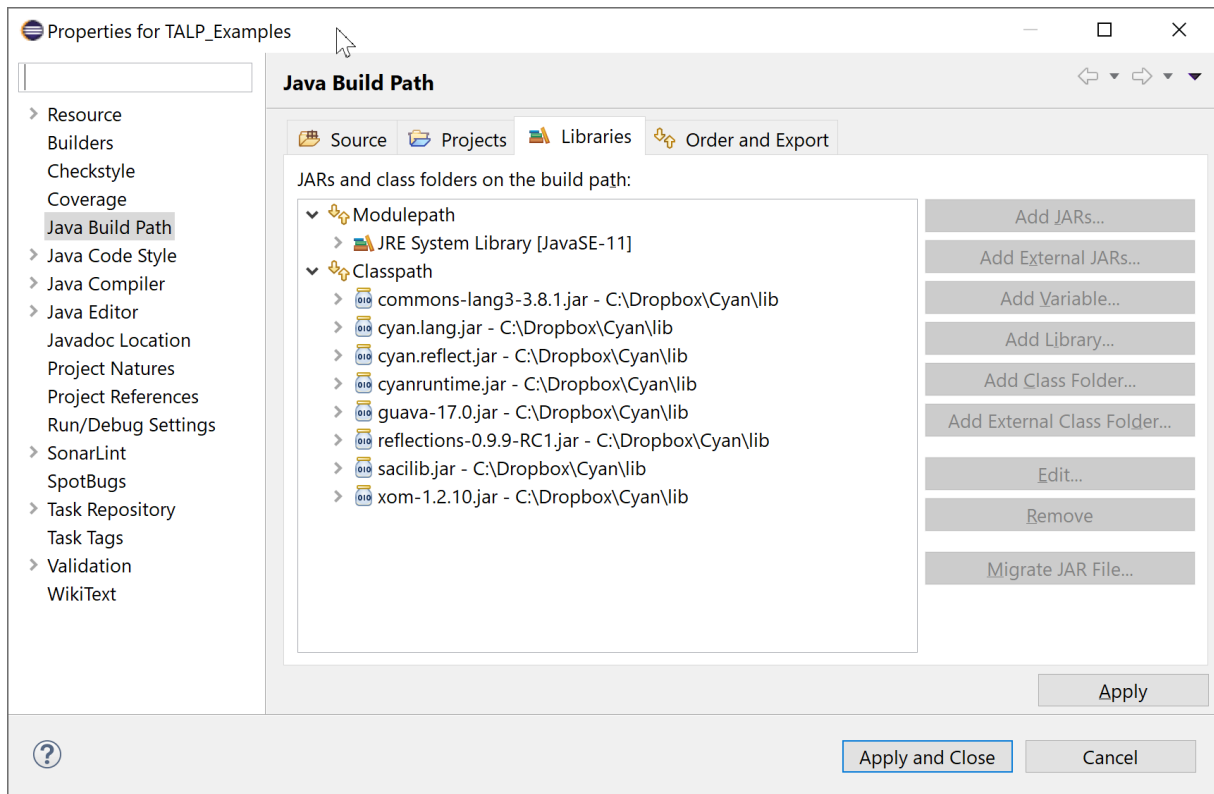 Properties for TALP_Examples
Resource
Builders
Checkstyle
Coverage
Java Build Path
Java Code Style
Java Compiler
Java Editor
Javadoc Location
Project Natures
Project References
Run/Debug Settings
SonarLint
SpotBugs
Task Repository
Task Tags
Validation
WikiText
Java Build Path
Source Projects Libraries Order and Export
JARs and class folders on the build path:
Modulepath
JRE System Library [JavaSE-11]
Classpath
commons-lang3-3.8.1.jar - C:\Dropbox\Cyan\lib
cyan.lang.jar - C:\Dropbox\Cyan\lib
cyan.reflect.jar - C:\Dropbox\Cyan\lib
cyanruntime.jar - C:\Dropbox\Cyan\lib
guava-17.0.jar - C:\Dropbox\Cyan\lib
reflections-0.9.9-RC1.jar - C:\Dropbox\Cyan\lib
sacilib.jar - C:\Dropbox\Cyan\lib
xom-1.2.10.jar - C:\Dropbox\Cyan\lib
Add JARs...
Add External JARs...
Add Variable...
Add Library...
Add Class Folder...
Add External Class Folder...
Edit...
Remove
Migrate JAR File...
Apply
?
Apply and Close
Cancel